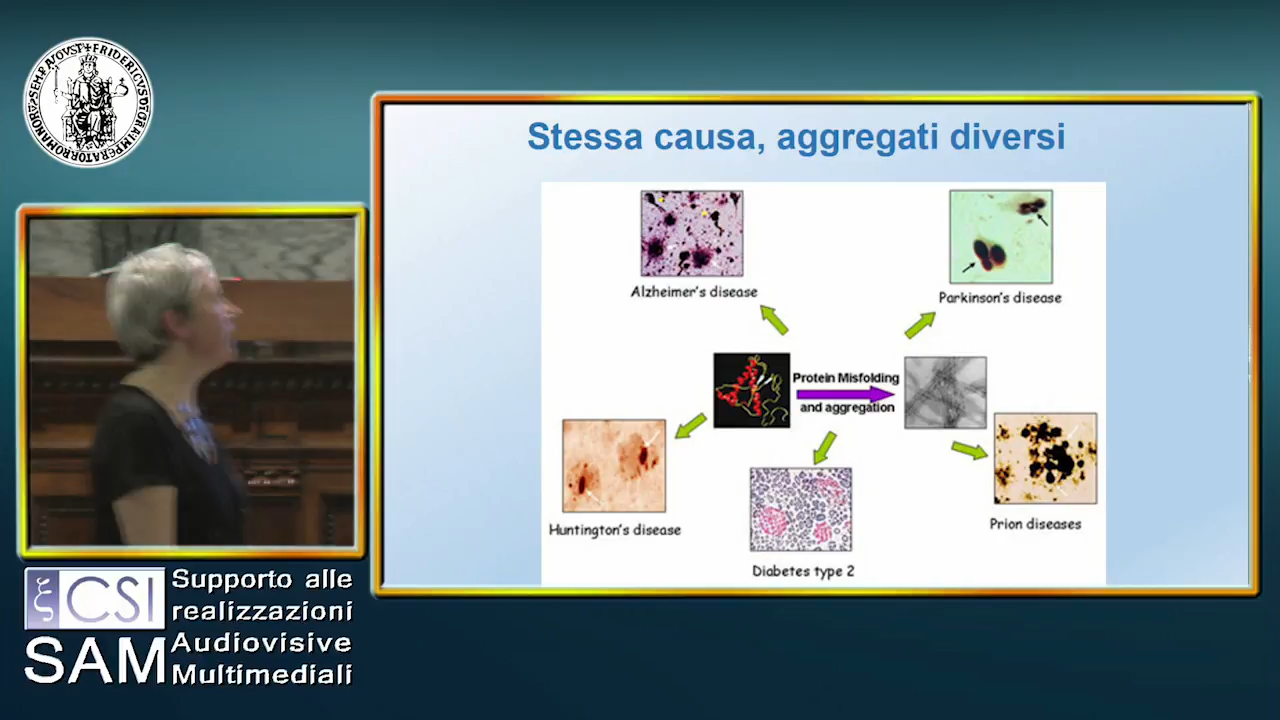 Stessa causa, aggregati diversi
Alzheimer's disease
Parkinson's disease
Protein Misfolding
and aggregation
Huntington's disease
Prion diseases
Diabetes type 2
ξ CSI
SAM
Supporto alle
realizzazioni
Audiovisive
Multimediali